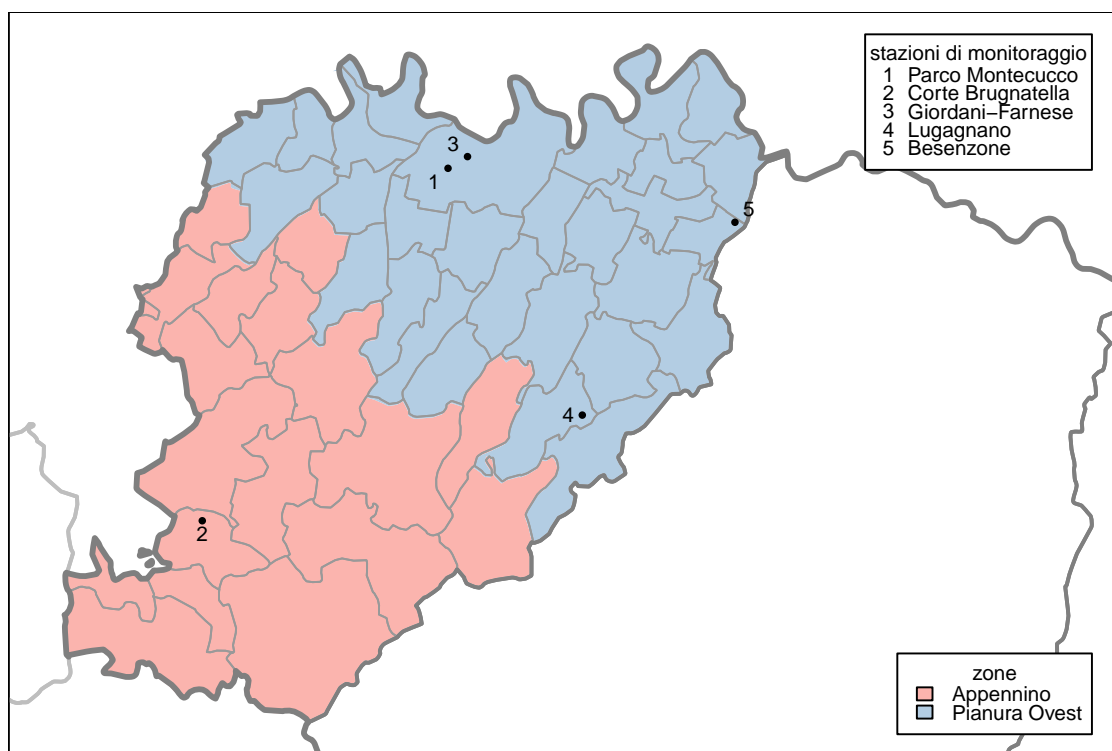 stazioni di monitoraggio
1 Parco Montecucco
2 Corte Brugnatella
3 Giordani−Farnese
4 Lugagnano
5 Besenzone
3
1
5
4
2
zone
Appennino
Pianura Ovest